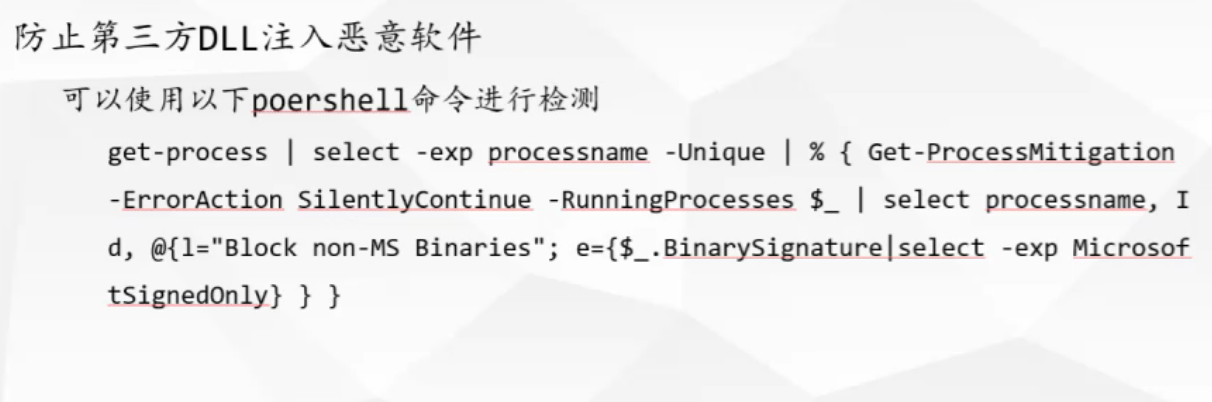 防止第三方DLL注入恶意软件
可以使用以下poershell命令进行检测
get-process | select -exp processname -Unique | % { Get-ProcessMitigation
-ErrorAction SilentlyContinue -RunningProcesses $_ | select processname, I
d, @{l="Block non-MS Binaries"; e={$_.BinarySignature|select -exp Microsof
tSignedOnly} } }